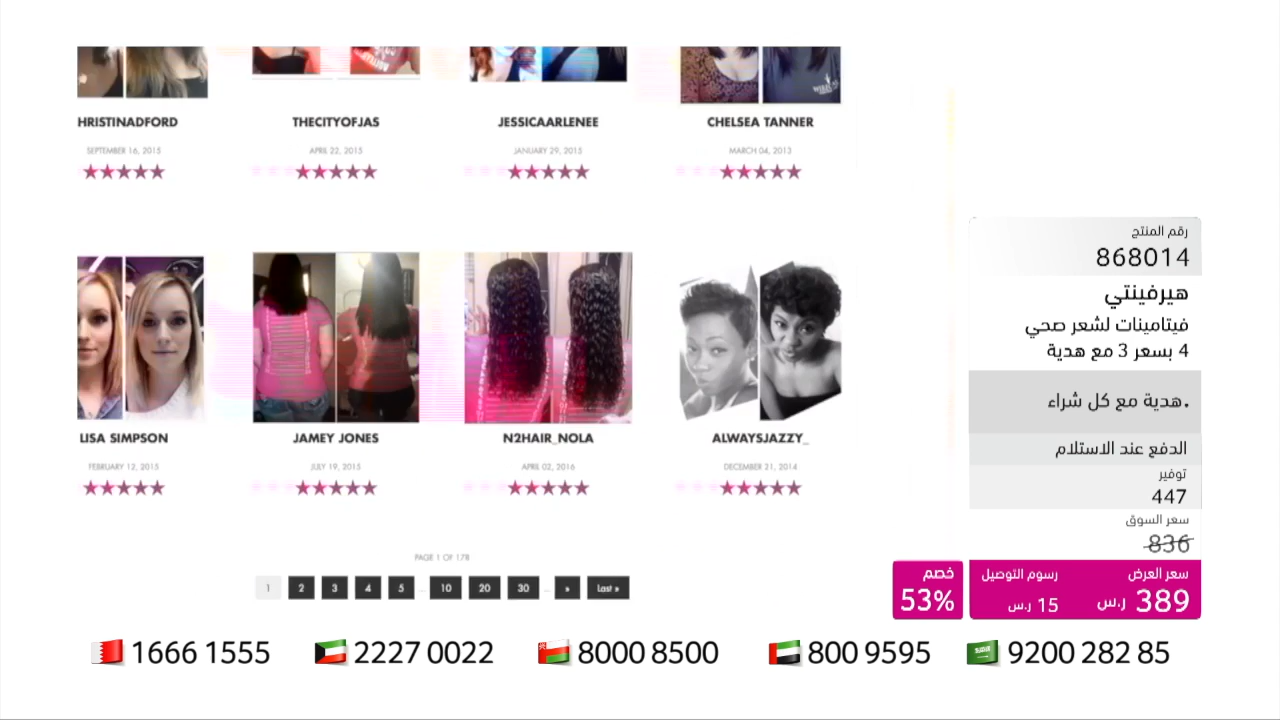 HRISTINADFORD
THECITYOFJAS
JESSICAARLENEE
CHELSEA TANNER
SEPTEMBER 16, 2015
APRIL 22, 2015
JANUARY 29, 2015
MARCH 04, 2013
LISA SIMPSON
JAMEY JONES
N2HAIR_NOLA
ALWAYSJAZZY_
FEBRUARY 12, 2015
JULY 19, 2015
APRIL 02, 2016
DECEMBER 21, 2014
PAGE 1 OF 178
1 2 3 4 5 ... 10 20 30 ... » Last »
رقم المنتج
868014
هيرفينتي
فيتامينات لشعر صحي
4 بسعر 3 مع هدية
.هدية مع كل شراء
الدفع عند الاستلام
توفير
447
سعر السوق
836
سعر العرض
389 ر.س
رسوم التوصيل
15 ر.س
خصم
53%
1666 1555
2227 0022
8000 8500
800 9595
9200 282 85